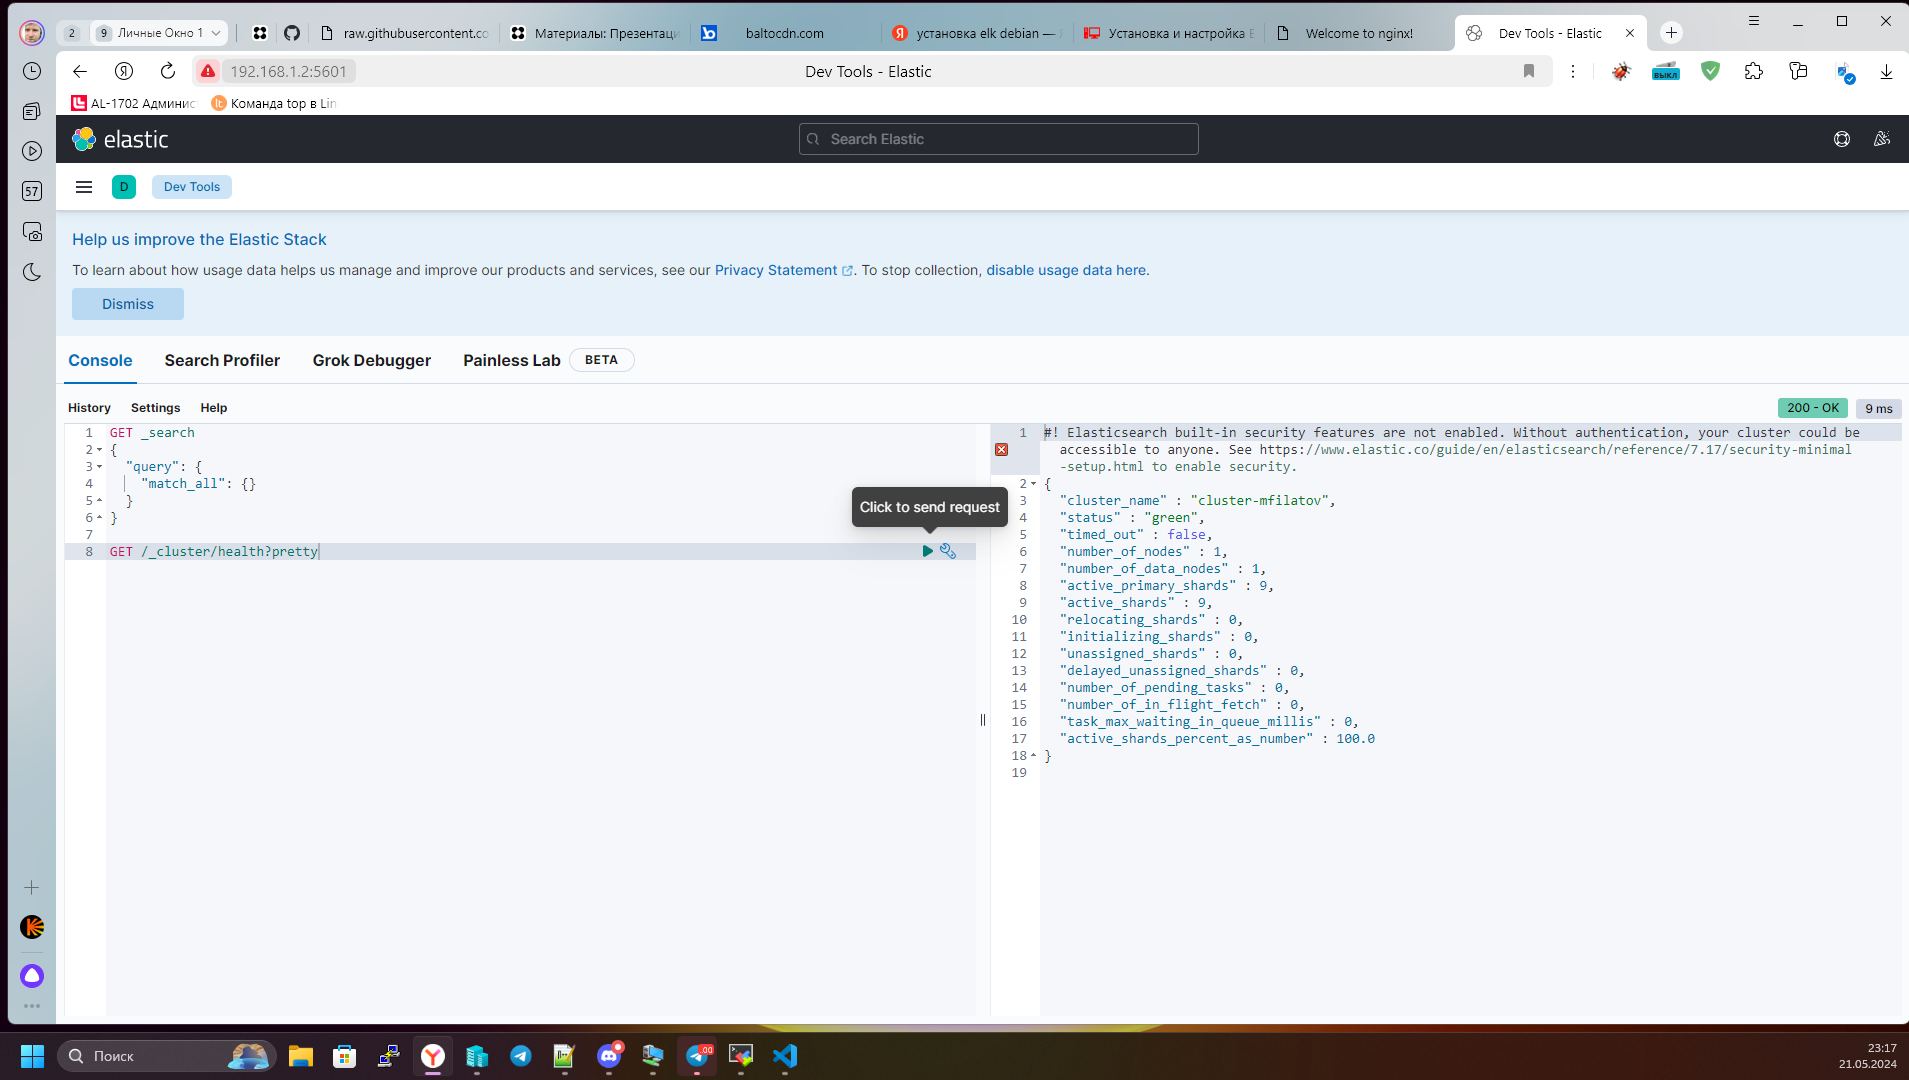 2
9 Личные Окно 1
raw.githubusercontent.co
Материалы: Презентаци
baltocdn.com
установка elk debian —
Установка и настройка E
Welcome to nginx!
Dev Tools - Elastic
192.168.1.2:5601
Dev Tools - Elastic
выкл
AL-1702 Админис
Команда top в Lin
57
elastic
Search Elastic
D
Dev Tools
Help us improve the Elastic Stack
To learn about how usage data helps us manage and improve our products and services, see our Privacy Statement. To stop collection, disable usage data here.
Dismiss
Console
Search Profiler
Grok Debugger
Painless Lab
BETA
History
Settings
Help
200 - OK
9 ms
1 GET _search
2 {
3 "query": {
4 "match_all": {}
5 }
6 }
7
8 GET /_cluster/health?pretty
Click to send request
1 #! Elasticsearch built-in security features are not enabled. Without authentication, your cluster could be
accessible to anyone. See https://www.elastic.co/guide/en/elasticsearch/reference/7.17/security-minimal
-setup.html to enable security.
2 {
3 "cluster_name" : "cluster-mfilatov",
4 "status" : "green",
5 "timed_out" : false,
6 "number_of_nodes" : 1,
7 "number_of_data_nodes" : 1,
8 "active_primary_shards" : 9,
9 "active_shards" : 9,
10 "relocating_shards" : 0,
11 "initializing_shards" : 0,
12 "unassigned_shards" : 0,
13 "delayed_unassigned_shards" : 0,
14 "number_of_pending_tasks" : 0,
15 "number_of_in_flight_fetch" : 0,
16 "task_max_waiting_in_queue_millis" : 0,
17 "active_shards_percent_as_number" : 100.0
18 }
19
Поиск
23:17
21.05.2024